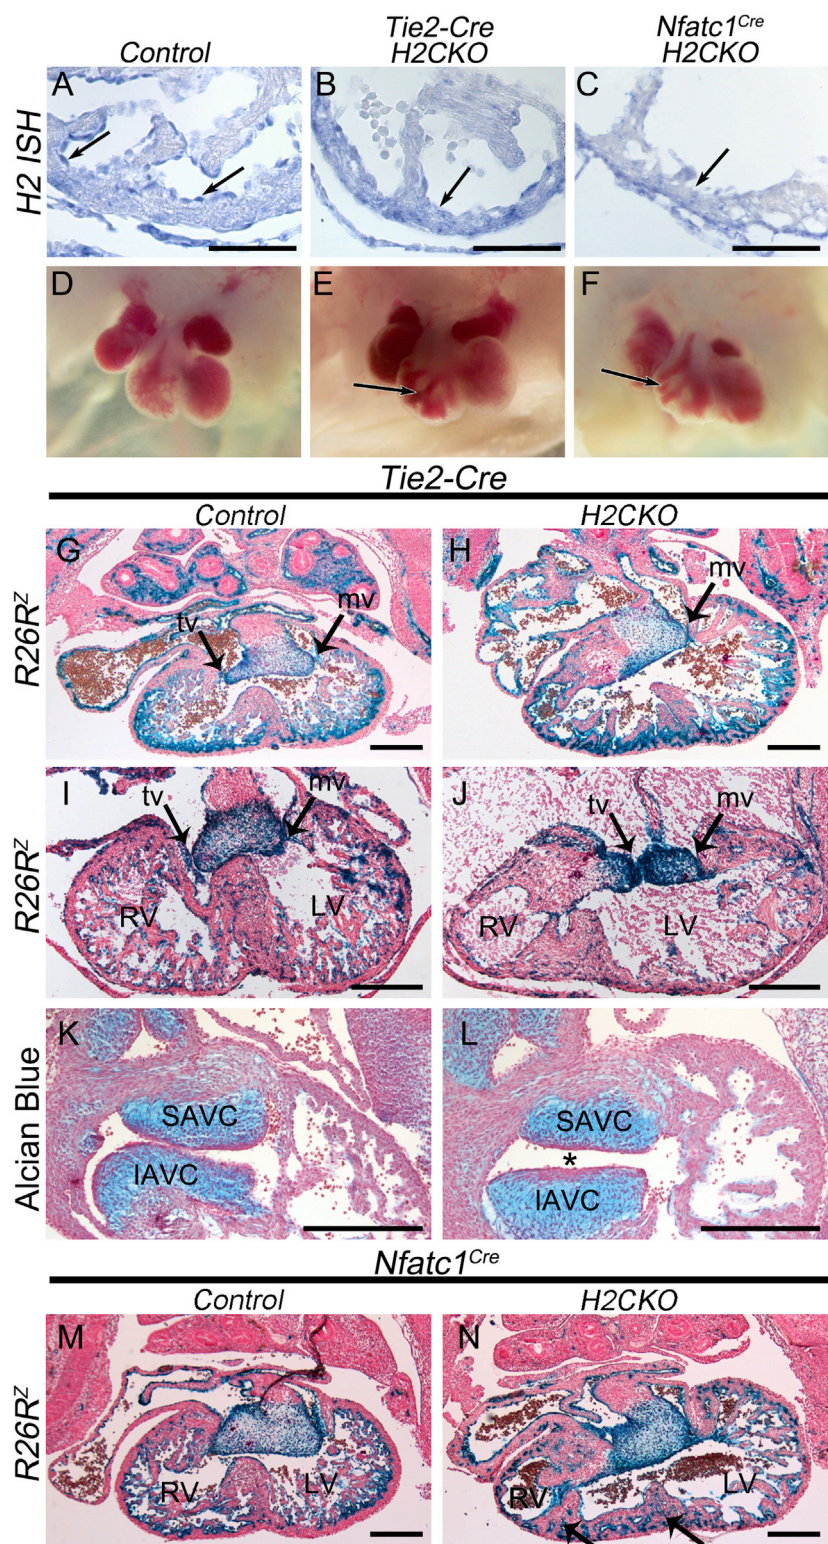 Control
Tie2-Cre
H2CKO
Nfatc1Cre
H2CKO
H2 ISH
A
B
C
D
E
F
Tie2-Cre
Control
H2CKO
R26RZ
G
tv
mv
H
mv
R26RZ
I
tv
mv
RV
LV
J
tv
mv
RV
LV
Alcian Blue
K
SAVC
IAVC
L
SAVC
*
IAVC
Nfatc1Cre
Control
H2CKO
R26RZ
M
RV
LV
N
RV
LV